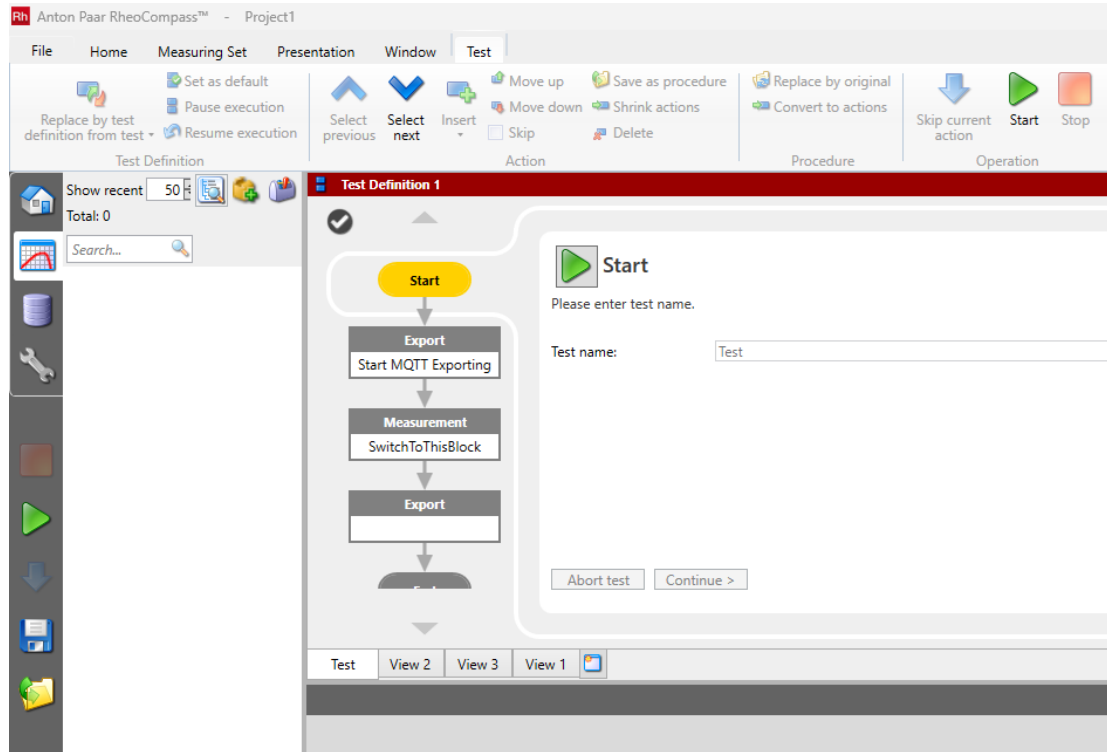 Rh Anton Paar RheoCompass™ - Project1
File Home Measuring Set Presentation Window Test
Replace by test definition from test
Set as default
Pause execution
Resume execution
Test Definition
Select previous
Select next
Insert
Move up
Move down
Skip
Save as procedure
Shrink actions
Delete
Action
Replace by original
Convert to actions
Procedure
Skip current action
Start
Stop
Operation
Show recent 50
Total: 0
Search...
Test Definition 1
Start
Export
Start MQTT Exporting
Measurement
SwitchToThisBlock
Export
Start
Please enter test name.
Test name: Test
Abort test Continue >
Test View 2 View 3 View 1